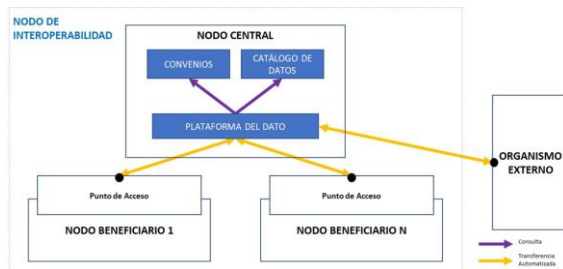 NODO DE
INTEROPERABILIDAD
NODO CENTRAL
CONVENIOS
CATÁLOGO DE
DATOS
PLATAFORMA DEL DATO
ORGANISMO
EXTERNO
Punto de Acceso
Punto de Acceso
NODO BENEFICIARIO 1
NODO BENEFICIARIO N
Consulta
Transferencia
Automatizada